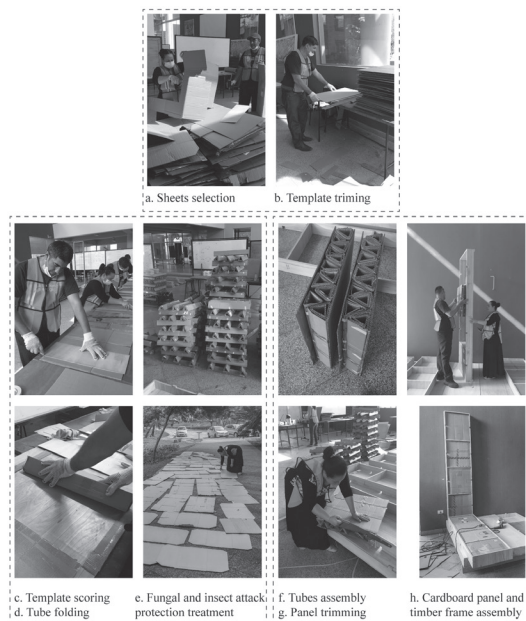 a. Sheets selection
b. Template triming
c. Template scoring
d. Tube folding
e. Fungal and insect attack
protection treatment
f. Tubes assembly
g. Panel trimming
h. Cardboard panel and
timber frame assembly